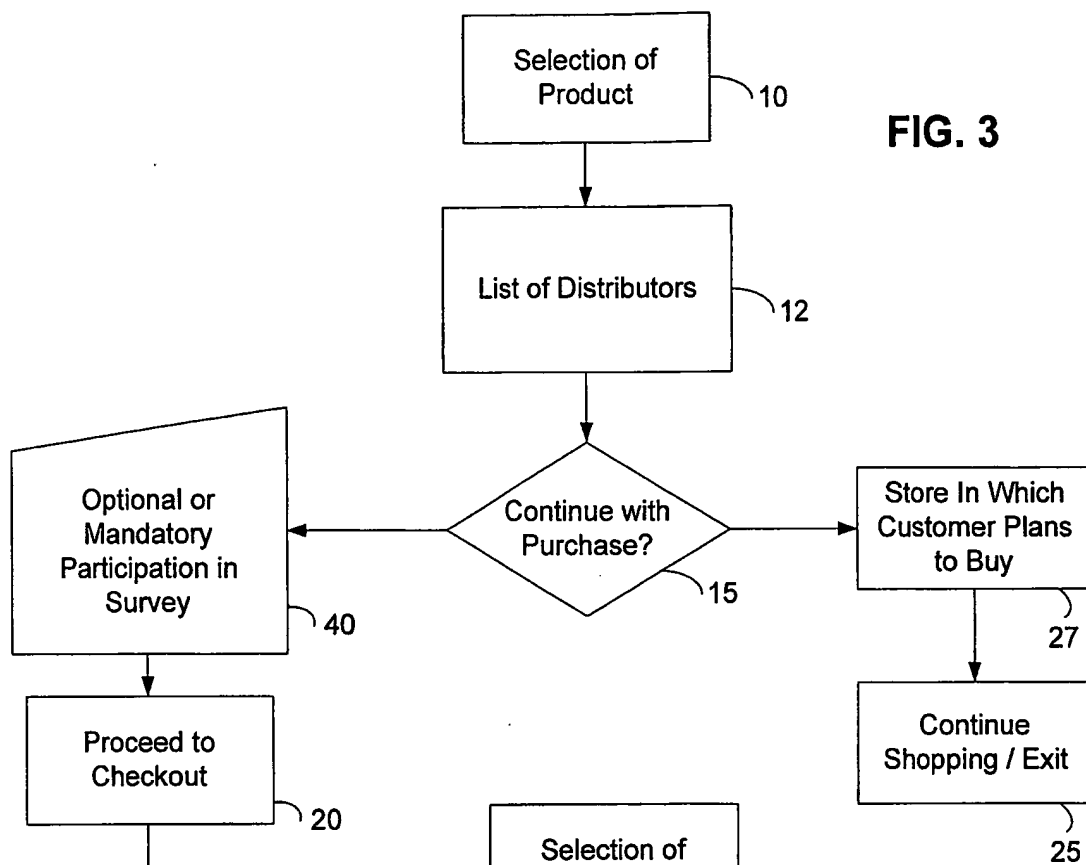 Selection of
Product
10
FIG. 3
List of Distributors
12
Optional or
Mandatory
Participation in
Survey
40
Continue with
Purchase?
15
Store In Which
Customer Plans
to Buy
27
Proceed to
Checkout
20
Continue
Shopping / Exit
25
Selection of